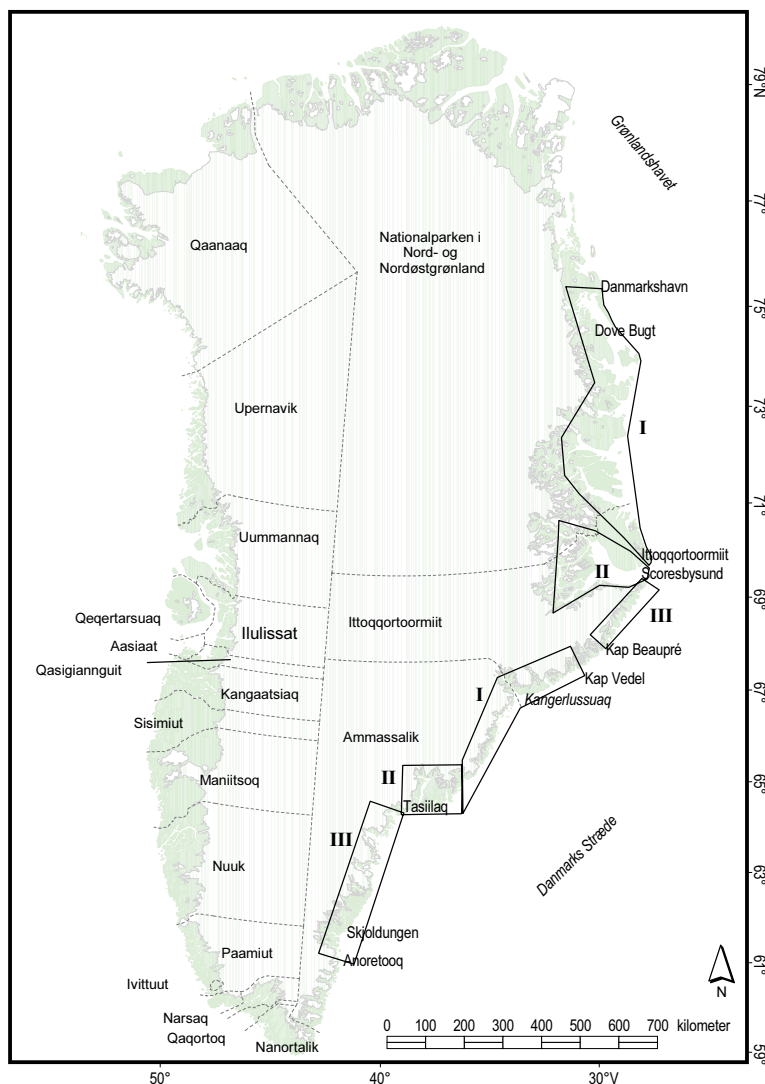 79°N
Grønlandshavet
77°
Qaanaaq
Nationalparken i
Nord- og
Nordøstgrønland
Danmarkshavn
75°
Dove Bugt
Upernavik
73°
I
71°
Uummannaq
Ittoqqortoormiit
Scoresbysund
II
69°
III
Qeqertarsuaq
Ilulissat
Ittoqqortoormiit
Aasiaat
Kap Beaupré
Qasigiannguit
Kangaatsiaq
I
Kap Vedel
67°
Kangerlussuaq
Sisimiut
Ammassalik
Maniitsoq
II
65°
Tasiilaq
III
Danmarks Stræde
Nuuk
63°
Skjoldungen
Paamiut
Anoretooq
61°
Ivittuut
N
Narsaq
Qaqortoq
Nanortalik
0 100 200 300 400 500 600 700 kilometer
59°
50° 40° 30°V